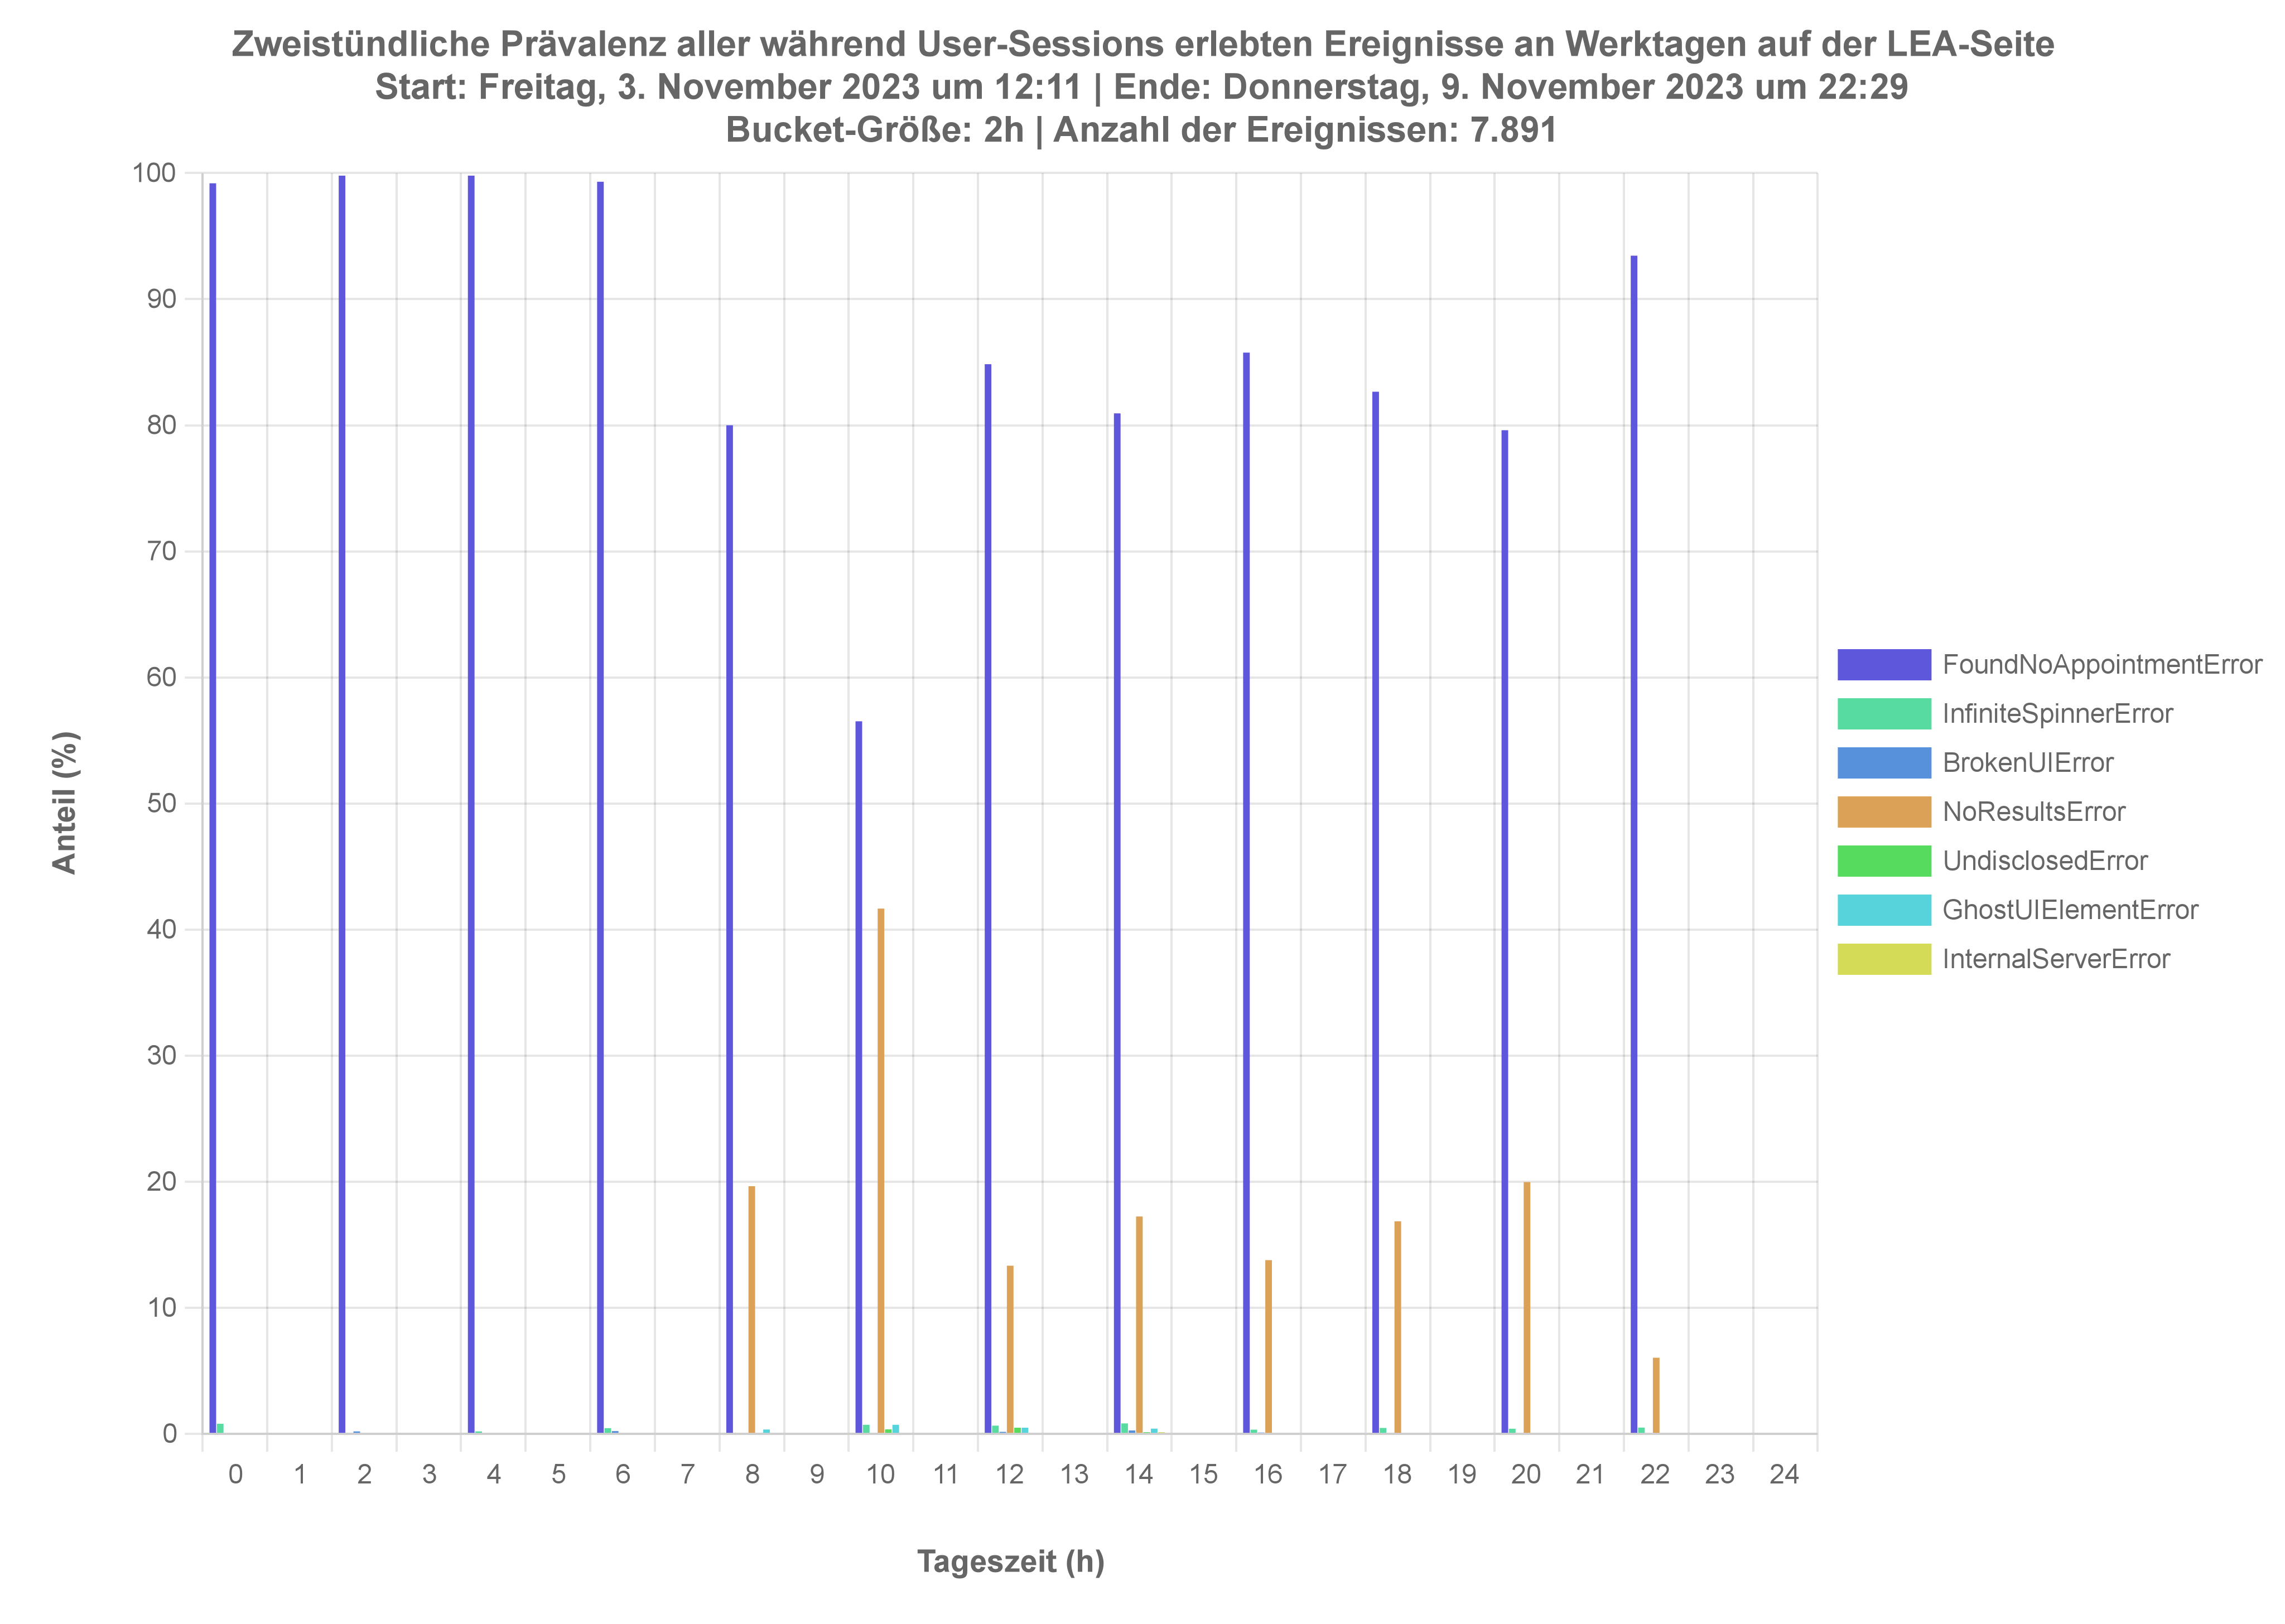 Zweistündliche Prävalenz aller während User-Sessions erlebten Ereignisse an Werktagen auf der LEA-Seite
Start: Freitag, 3. November 2023 um 12:11 | Ende: Donnerstag, 9. November 2023 um 22:29
Bucket-Größe: 2h | Anzahl der Ereignissen: 7.891
100
90
80
70
60
50
40
30
20
10
0
Anteil (%)
0 1 2 3 4 5 6 7 8 9 10 11 12 13 14 15 16 17 18 19 20 21 22 23 24
Tageszeit (h)
FoundNoAppointmentError
InfiniteSpinnerError
BrokenUIError
NoResultsError
UndisclosedError
GhostUIElementError
InternalServerError